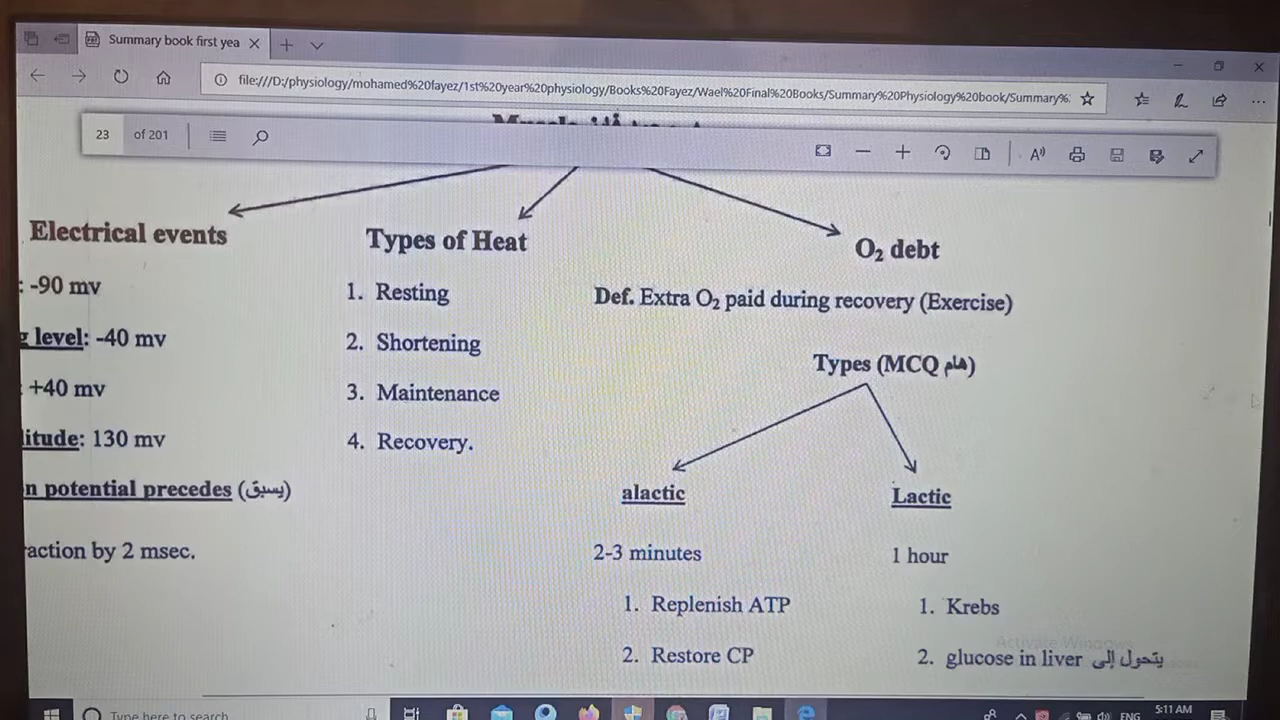 Summary book first yea
file:///D:/physiology/mohamed%20fayez/1st%20year%20physiology/Books%20Fayez/Wael%20Final%20Books/Summary%20Physiology%20book/Summary%
23 of 201
Electrical events
: -90 mv
level: -40 mv
+40 mv
litude: 130 mv
n potential precedes (يسبق)
action by 2 msec.
Types of Heat
1. Resting
2. Shortening
3. Maintenance
4. Recovery.
O₂ debt
Def. Extra O₂ paid during recovery (Exercise)
Types (MCQ هام)
alactic
2-3 minutes
1. Replenish ATP
2. Restore CP
Lactic
1 hour
1. Krebs
2. glucose in liver يتحول إلى
Activate Windows
Type here to search
ENG
5:11 AM